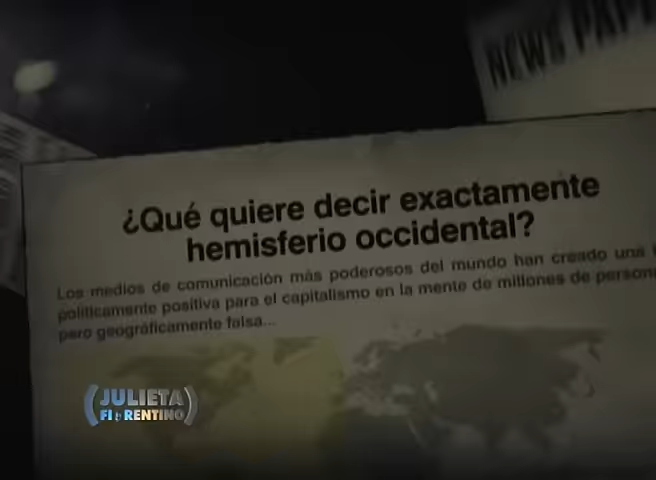 NEWS PAP
¿Qué quiere decir exactamente
hemisferio occidental?
Los medios de comunicación más poderosos del mundo han creado una
políticamente positiva para el capitalismo en la mente de millones de persona
pero geográficamente falsa...
(JULIETA
FIORENTINO)